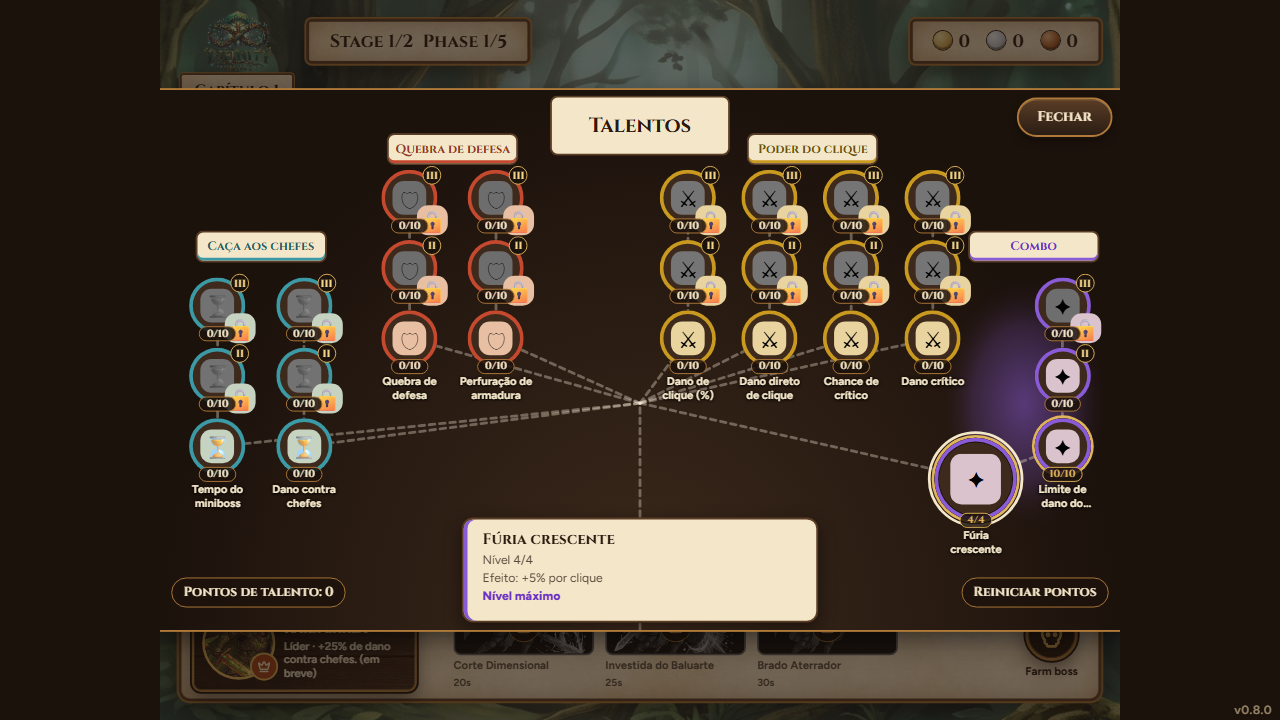 Stage 1/2 Phase 1/5
0 0 0
Capítulo 1
Talentos
Fechar
Quebra de defesa
Poder do clique
III III III III III III
0/10 0/10 0/10 0/10 0/10 0/10
Caça aos chefes
Combo
II II II II II II
0/10 0/10 0/10 0/10 0/10 0/10
III III III
0/10 0/10 0/10
0/10 0/10 0/10 0/10 0/10 0/10
Quebra de defesa
Perfuração de armadura
Dano de clique (%)
Dano direto de clique
Chance de crítico
Dano crítico
II II II
0/10 0/10 0/10
0/10 0/10 10/10
Tempo do miniboss
Dano contra chefes
Limite de dano do...
4/4
Fúria crescente
Fúria crescente
Nível 4/4
Efeito: +5% por clique
Nível máximo
Pontos de talento: 0
Reiniciar pontos
Líder · +25% de dano
contra chefes. (em
breve)
Corte Dimensional
20s
Investida do Baluarte
25s
Brado Aterrador
30s
Farm boss
v0.8.0